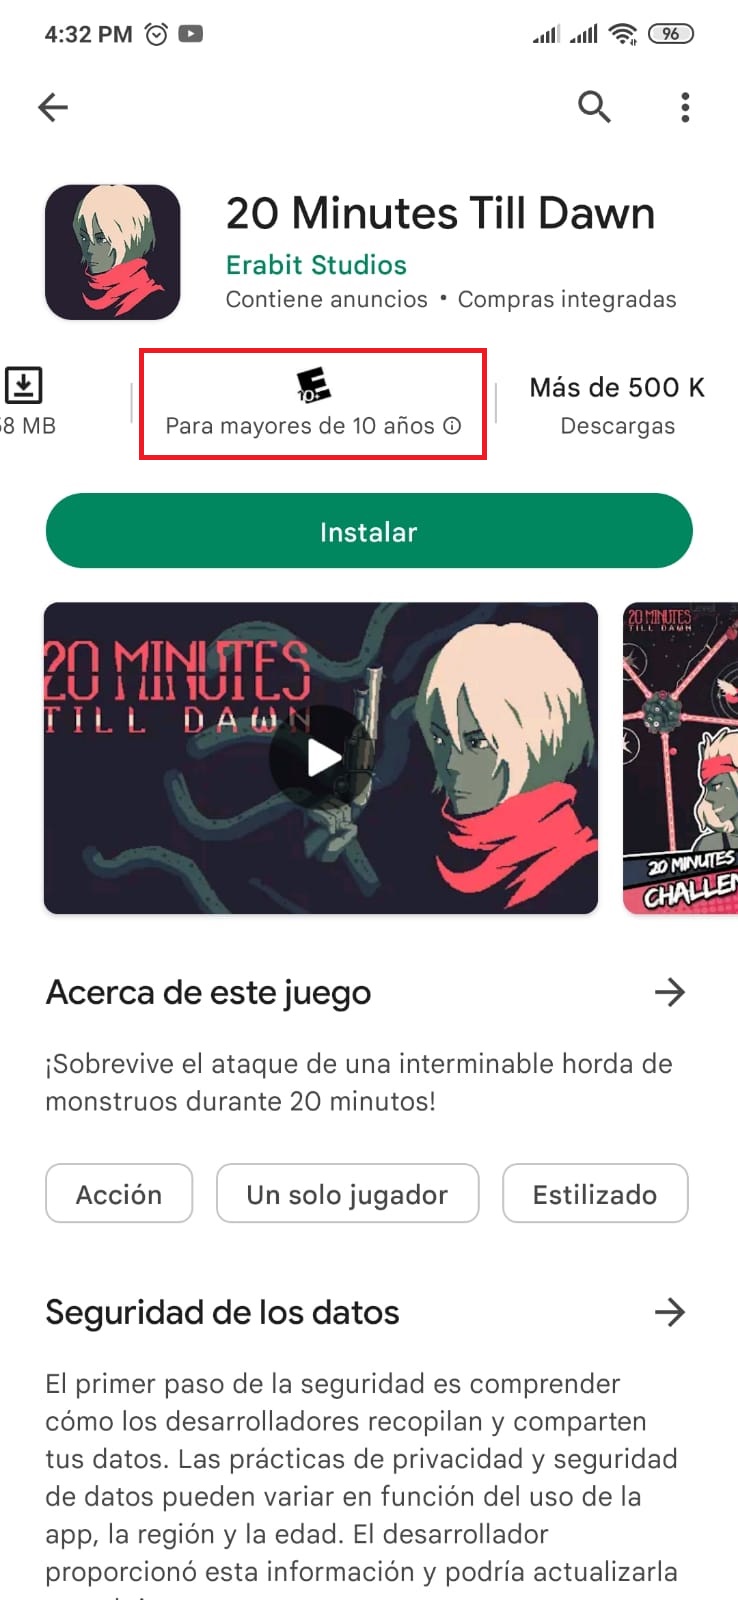 4:32 PM
96
20 Minutes Till Dawn
Erabit Studios
Contiene anuncios • Compras integradas
E
10+
Más de 500 K
8 MB
Para mayores de 10 años
Descargas
Instalar
20 MINUTES
TILL DAWN
20 MINUTES
TILL DAWN
20 MINUTES
Acerca de este juego
¡Sobrevive el ataque de una interminable horda de
monstruos durante 20 minutos!
Acción
Un solo jugador
Estilizado
Seguridad de los datos
El primer paso de la seguridad es comprender
cómo los desarrolladores recopilan y comparten
tus datos. Las prácticas de privacidad y seguridad
de datos pueden variar en función del uso de la
app, la región y la edad. El desarrollador
proporcionó esta información y podría actualizarla